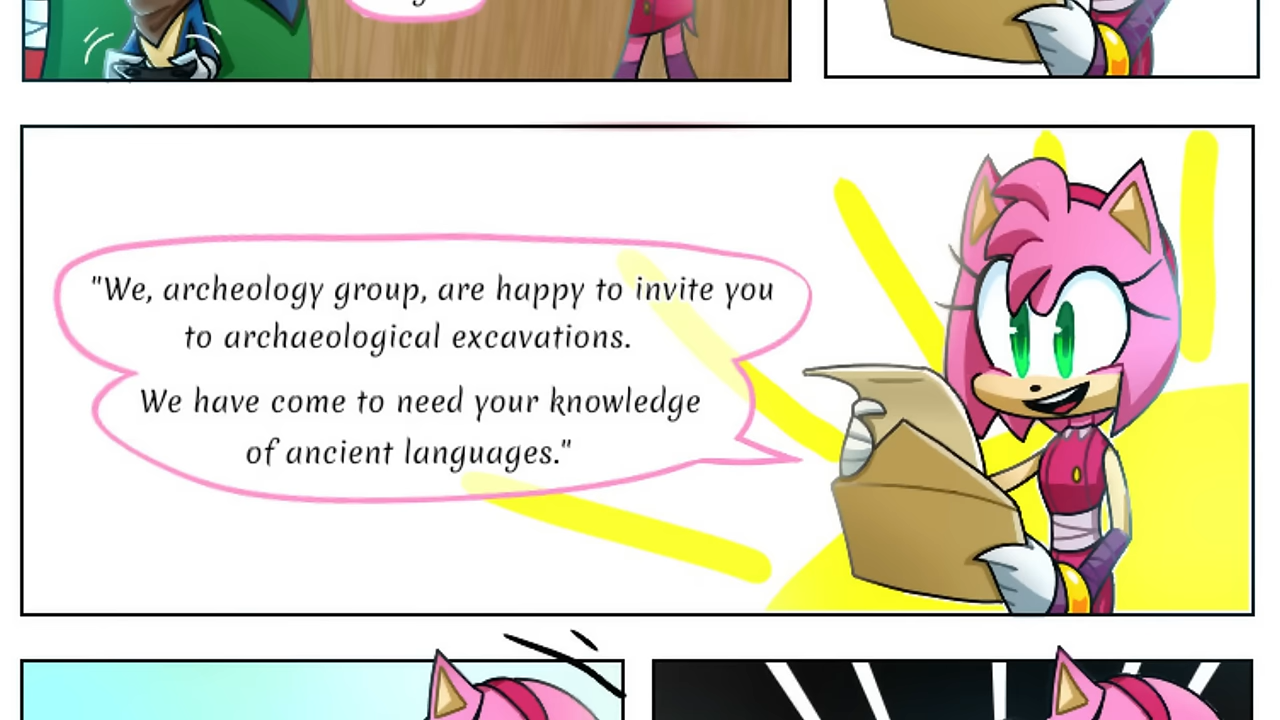 "We, archeology group, are happy to invite you
to archaeological excavations.
We have come to need your knowledge
of ancient languages."